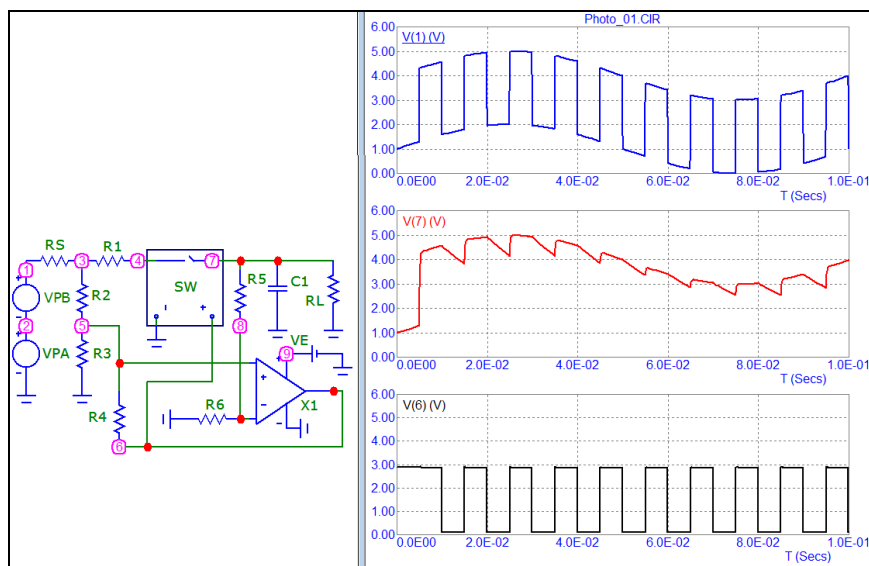 RS
R1
1
3
4
7
SW
VPB
R2
R5
C1
RL
2
5
8
VPA
R3
VE
9
X1
R4
R6
6
Photo_01.CIR
V(1) (V)
6.00
5.00
4.00
3.00
2.00
1.00
0.00
0.0E00 2.0E-02 4.0E-02 6.0E-02 8.0E-02 1.0E-01
T (Secs)
V(7) (V)
6.00
5.00
4.00
3.00
2.00
1.00
0.00
0.0E00 2.0E-02 4.0E-02 6.0E-02 8.0E-02 1.0E-01
T (Secs)
V(6) (V)
6.00
5.00
4.00
3.00
2.00
1.00
0.00
0.0E00 2.0E-02 4.0E-02 6.0E-02 8.0E-02 1.0E-01
T (Secs)